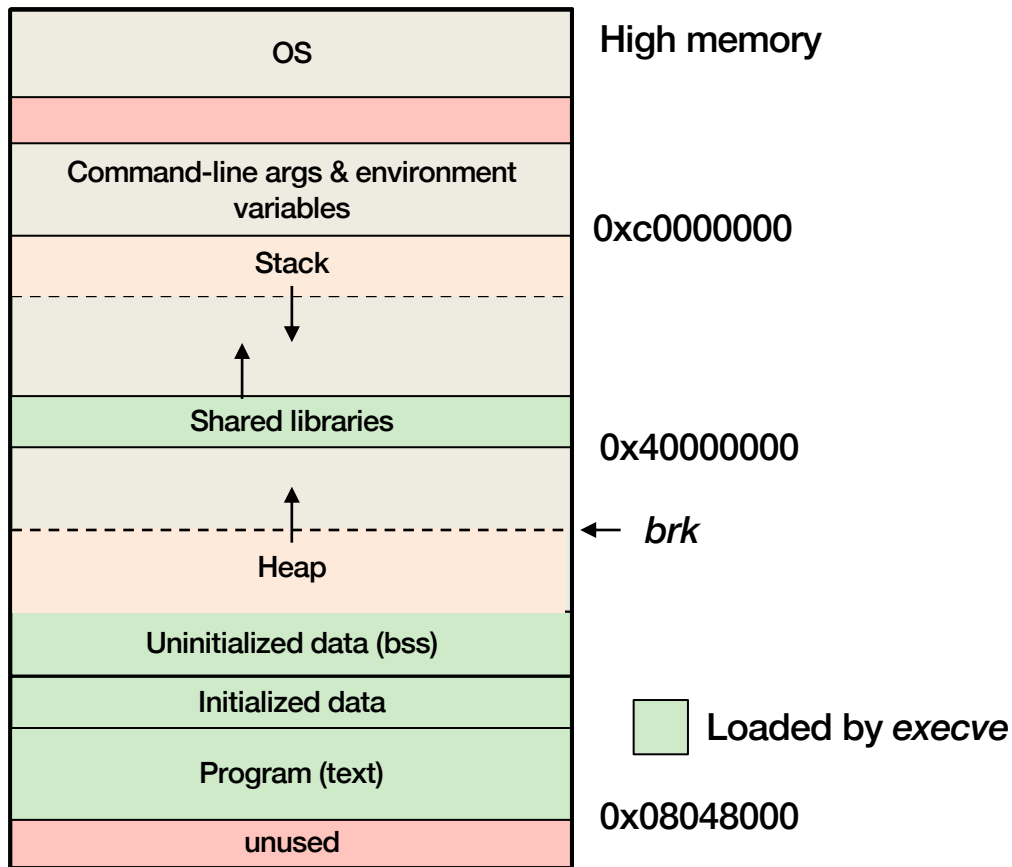 OS
High memory
Command-line args & environment
variables
0xc0000000
Stack
Shared libraries
0x40000000
brk
Heap
Uninitialized data (bss)
Initialized data
Loaded by execve
Program (text)
0x08048000
unused